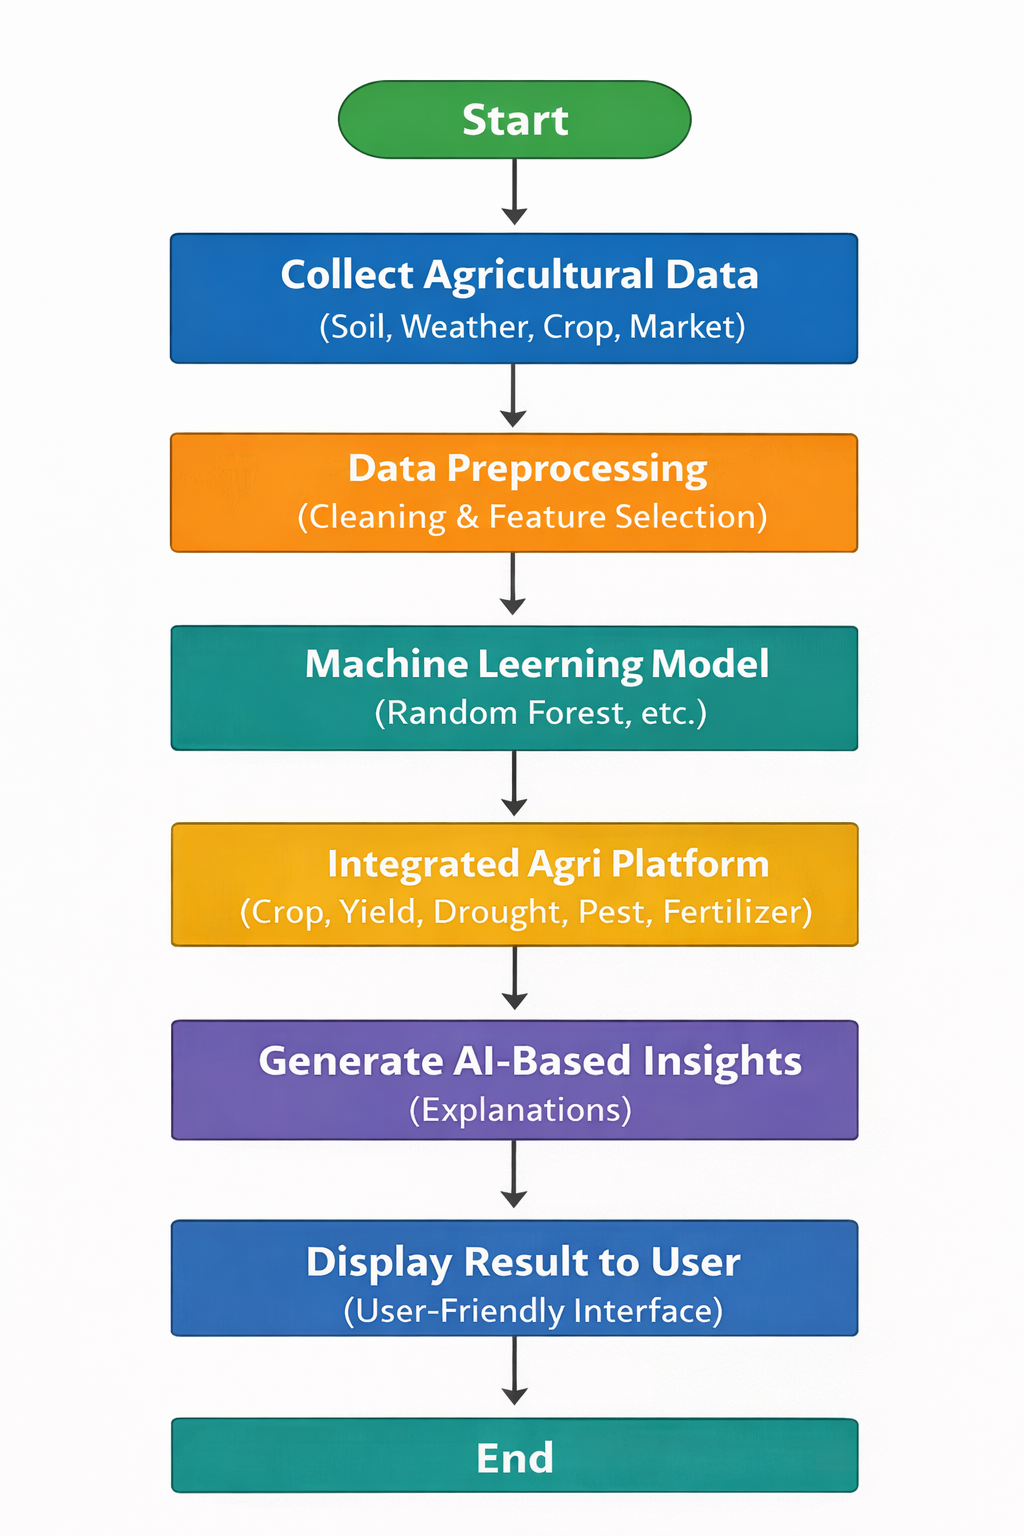 Start
Collect Agricultural Data
(Soil, Weather, Crop, Market)
Data Preprocessing
(Cleaning & Feature Selection)
Machine Leerning Model
(Random Forest, etc.)
Integrated Agri Platform
(Crop, Yield, Drought, Pest, Fertilizer)
Generate AI-Based Insights
(Explanations)
Display Result to User
(User-Friendly Interface)
End